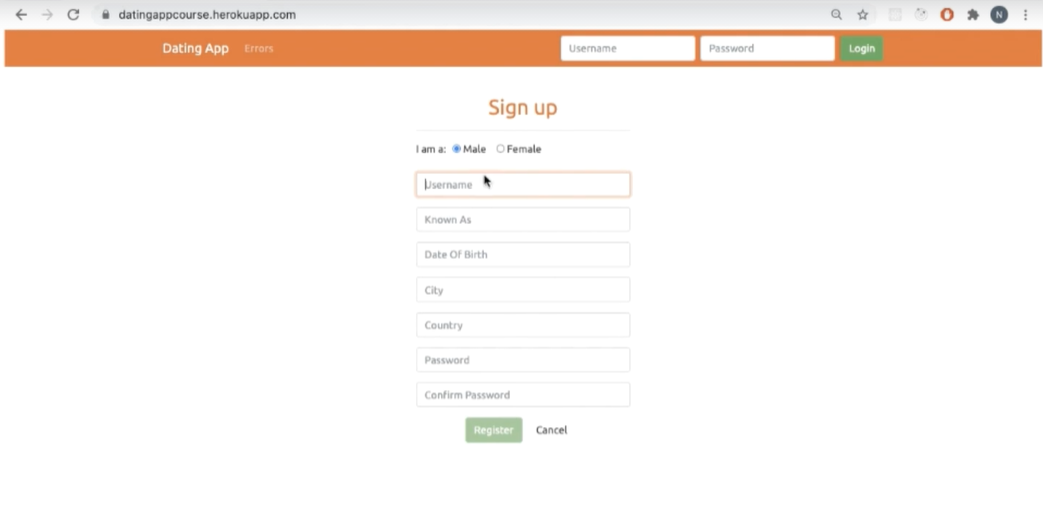 datingappcourse.herokuapp.com
N
Dating App Errors Username Password Login
Sign up
I am a: Male Female
Username
Known As
Date Of Birth
City
Country
Password
Confirm Password
Register Cancel